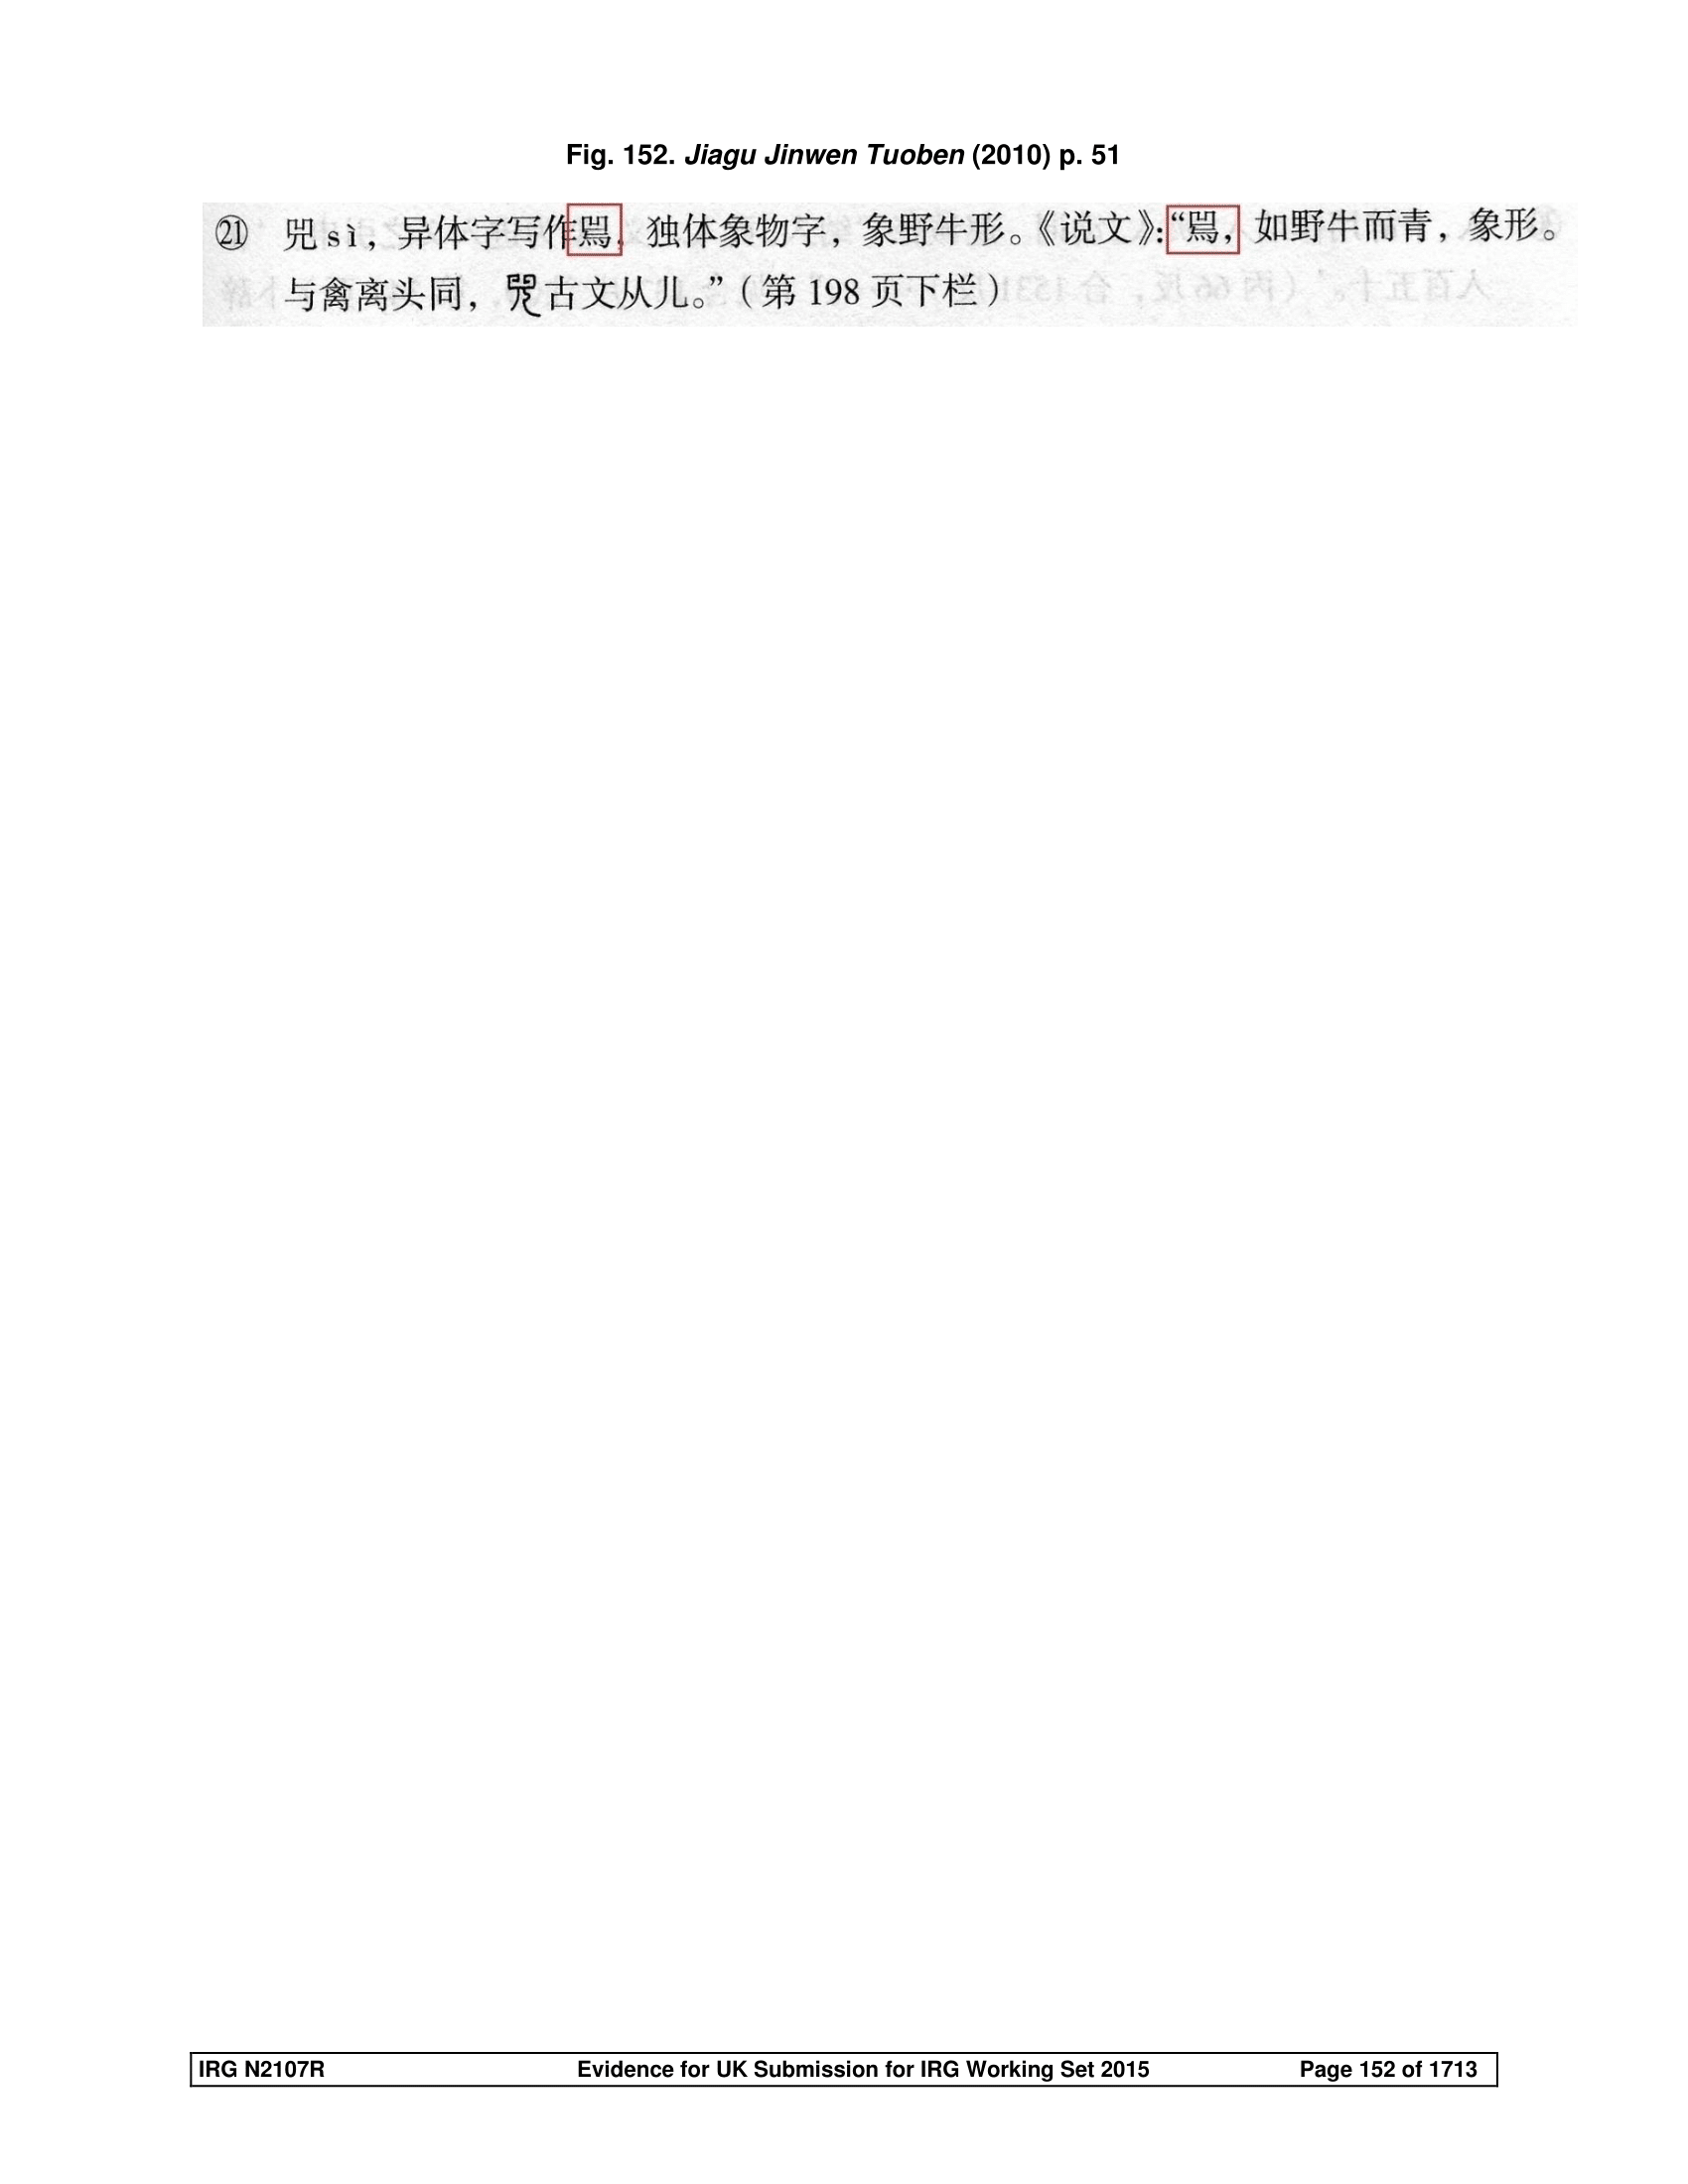 Fig. 152. Jiagu Jinwen Tuoben (2010) p. 51
㉑ 兕 sì，异体字写作，独体象物字，象野牛形。《说文》：“，如野牛而青，象形。
与禽离头同，古文从儿。”（第 198 页下栏）
IRG N2107R Evidence for UK Submission for IRG Working Set 2015 Page 152 of 1713